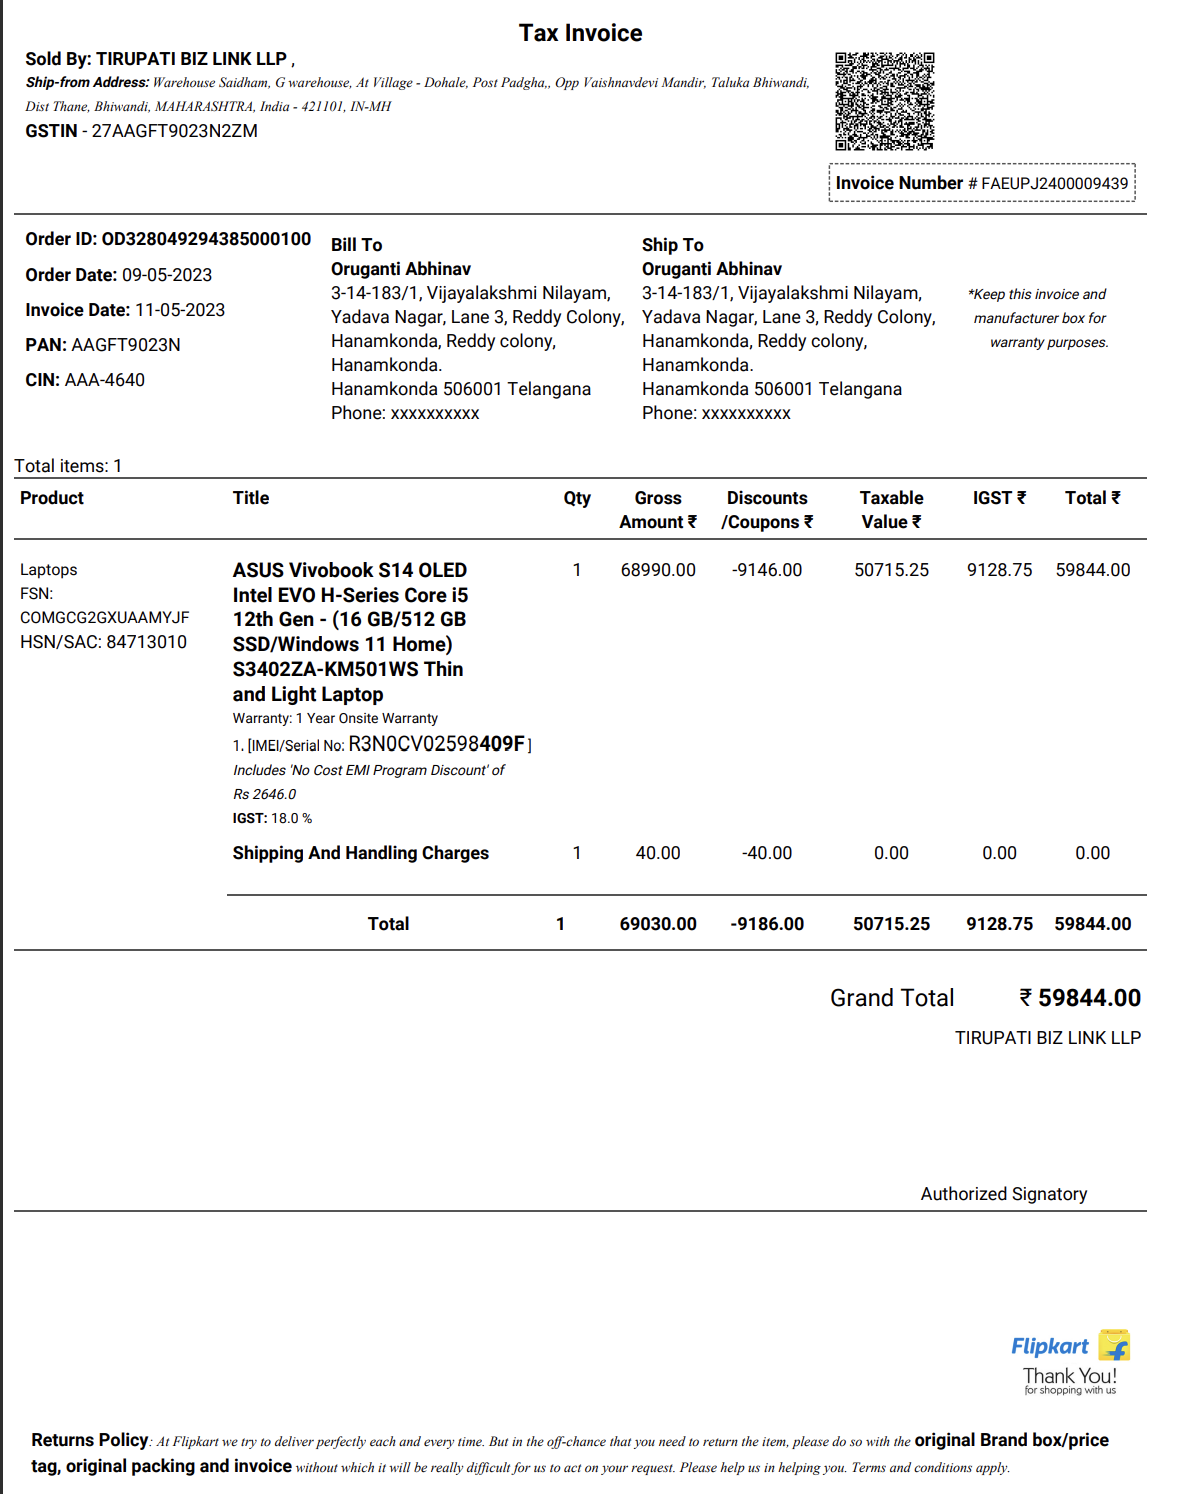 Tax Invoice
Sold By: TIRUPATI BIZ LINK LLP ,
Ship-from Address: Warehouse Saidham, G warehouse, At Village - Dohale, Post Padgha,, Opp Vaishnavdevi Mandir, Taluka Bhiwandi,
Dist Thane, Bhiwandi, MAHARASHTRA, India - 421101, IN-MH
GSTIN - 27AAGFT9023N2ZM
Invoice Number # FAEUPJ2400009439
Order ID: OD328049294385000100
Order Date: 09-05-2023
Invoice Date: 11-05-2023
PAN: AAGFT9023N
CIN: AAA-4640
Bill To
Oruganti Abhinav
3-14-183/1, Vijayalakshmi Nilayam,
Yadava Nagar, Lane 3, Reddy Colony,
Hanamkonda, Reddy colony,
Hanamkonda.
Hanamkonda 506001 Telangana
Phone: xxxxxxxxxx
Ship To
Oruganti Abhinav
3-14-183/1, Vijayalakshmi Nilayam,
Yadava Nagar, Lane 3, Reddy Colony,
Hanamkonda, Reddy colony,
Hanamkonda.
Hanamkonda 506001 Telangana
Phone: xxxxxxxxxx
*Keep this invoice and
manufacturer box for
warranty purposes.
Total items: 1
Product Title Qty Gross Amount ₹ Discounts /Coupons ₹ Taxable Value ₹ IGST ₹ Total ₹
Laptops
FSN:
COMGCG2GXUAAMYJF
HSN/SAC: 84713010
ASUS Vivobook S14 OLED
Intel EVO H-Series Core i5
12th Gen - (16 GB/512 GB
SSD/Windows 11 Home)
S3402ZA-KM501WS Thin
and Light Laptop
Warranty: 1 Year Onsite Warranty
1. [IMEI/Serial No: R3N0CV02598409F ]
Includes 'No Cost EMI Program Discount' of
Rs 2646.0
IGST: 18.0 %
1 68990.00 -9146.00 50715.25 9128.75 59844.00
Shipping And Handling Charges 1 40.00 -40.00 0.00 0.00 0.00
Total 1 69030.00 -9186.00 50715.25 9128.75 59844.00
Grand Total ₹ 59844.00
TIRUPATI BIZ LINK LLP
Authorized Signatory
Flipkart
Thank You!
for shopping with us
Returns Policy: At Flipkart we try to deliver perfectly each and every time. But in the off-chance that you need to return the item, please do so with the original Brand box/price
tag, original packing and invoice without which it will be really difficult for us to act on your request. Please help us in helping you. Terms and conditions apply.